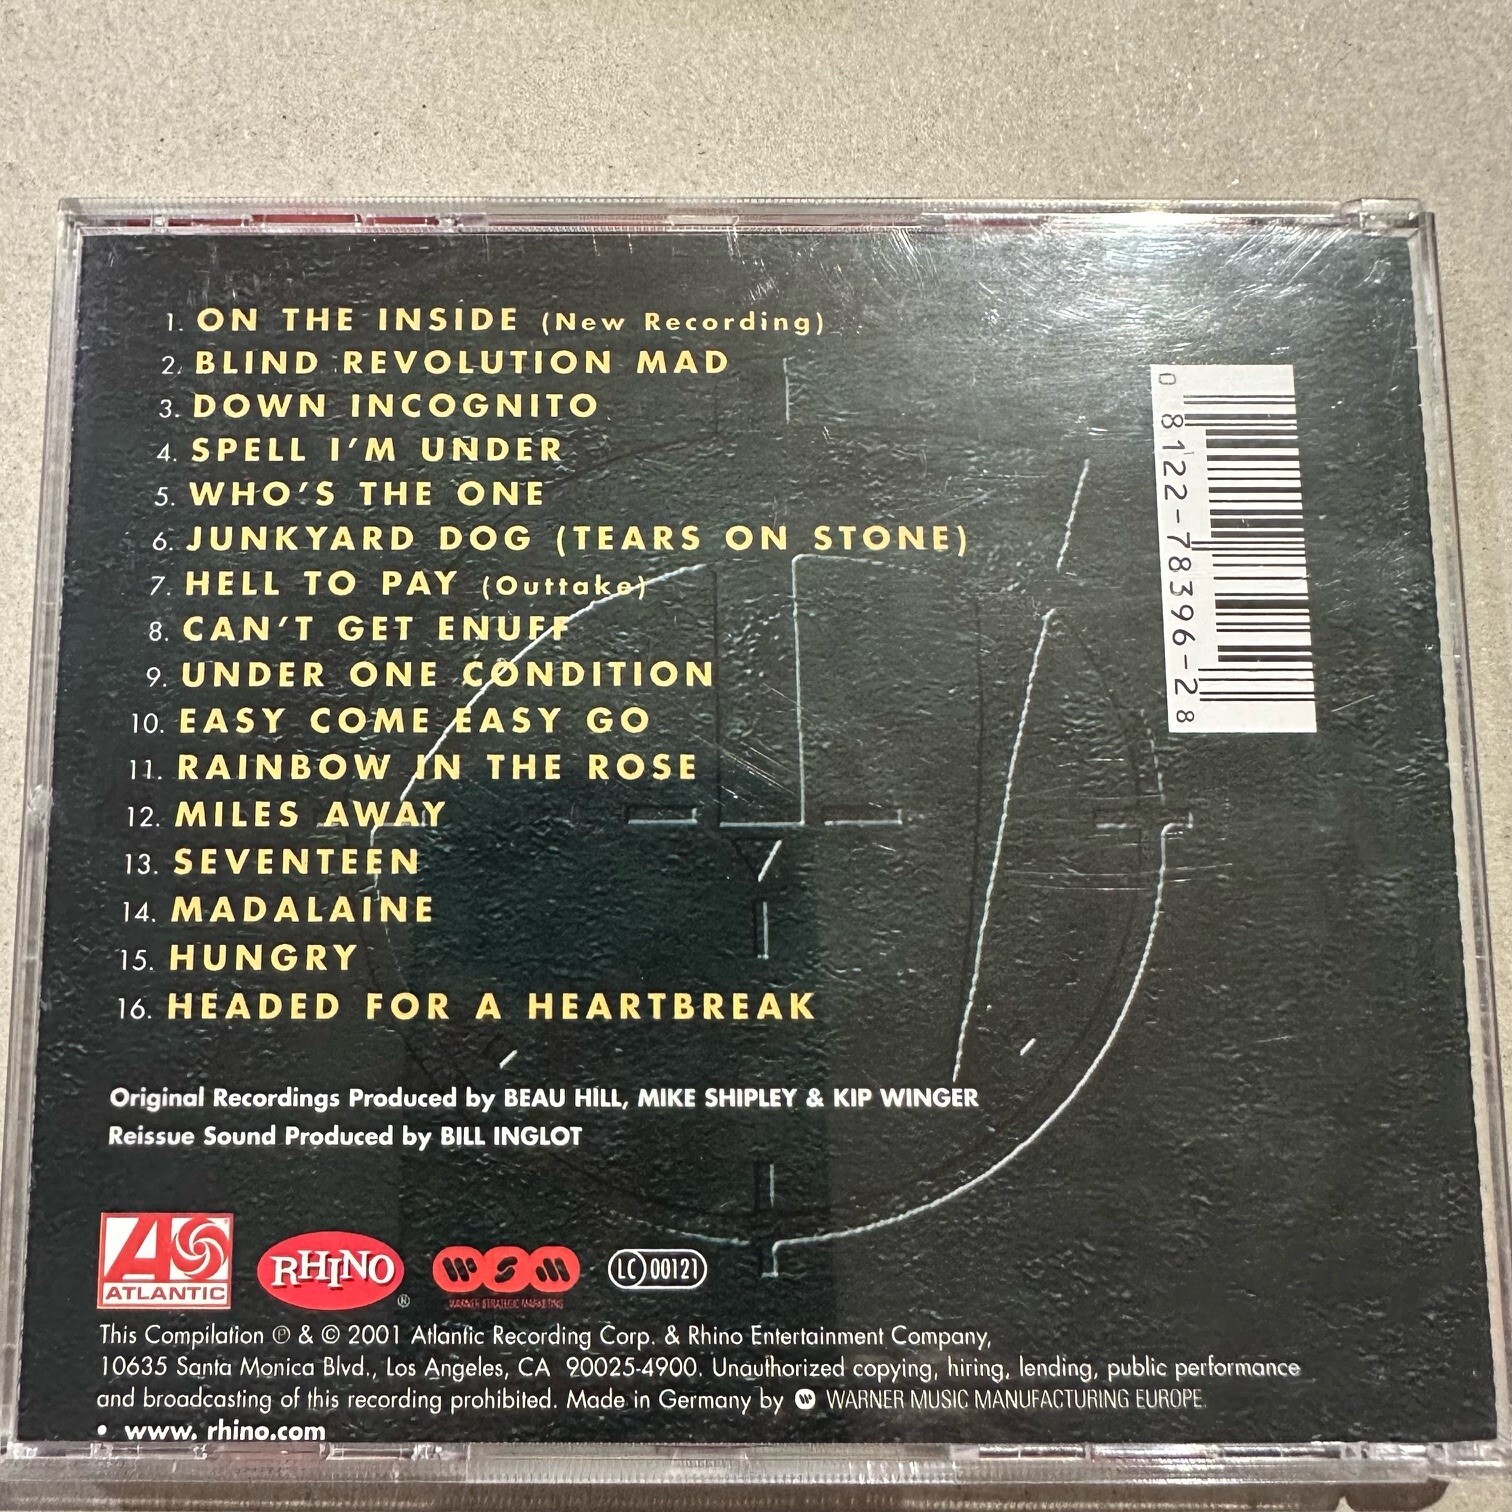 1. ON THE INSIDE (New Recording)
2. BLIND REVOLUTION MAD
3. DOWN INCOGNITO
4. SPELL I'M UNDER
5. WHO'S THE ONE
6. JUNKYARD DOG (TEARS ON STONE)
7. HELL TO PAY (Outtake)
8. CAN'T GET ENUFF
9. UNDER ONE CONDITION
10. EASY COME EASY GO
11. RAINBOW IN THE ROSE
12. MILES AWAY
13. SEVENTEEN
14. MADALAINE
15. HUNGRY
16. HEADED FOR A HEARTBREAK
0 8122-78396-2 8
Original Recordings Produced by BEAU HILL, MIKE SHIPLEY & KIP WINGER
Reissue Sound Produced by BILL INGLOT
ATLANTIC
RHINO ®
WSM
WARNER STRATEGIC MARKETING
LC 00121
This Compilation ℗ & © 2001 Atlantic Recording Corp. & Rhino Entertainment Company,
10635 Santa Monica Blvd., Los Angeles, CA 90025-4900. Unauthorized copying, hiring, lending, public performance
and broadcasting of this recording prohibited. Made in Germany by WARNER MUSIC MANUFACTURING EUROPE.
• www. rhino.com